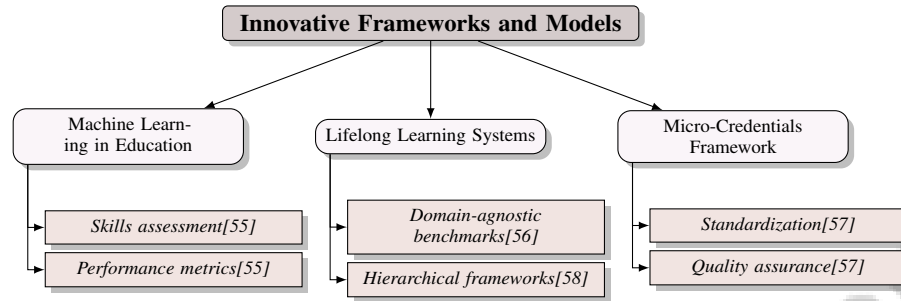 Innovative Frameworks and Models
Machine Learn-
ing in Education
Skills assessment[55]
Performance metrics[55]
Lifelong Learning Systems
Domain-agnostic
benchmarks[56]
Hierarchical frameworks[58]
Micro-Credentials
Framework
Standardization[57]
Quality assurance[57]